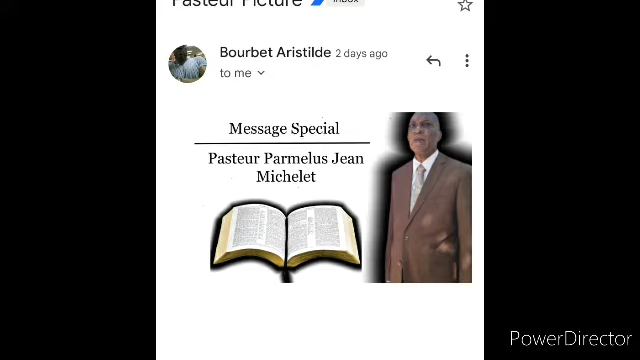 Pasteur Picture Inbox
Bourbet Aristilde 2 days ago
to me
Message Special
Pasteur Parmelus Jean
Michelet
PowerDirector